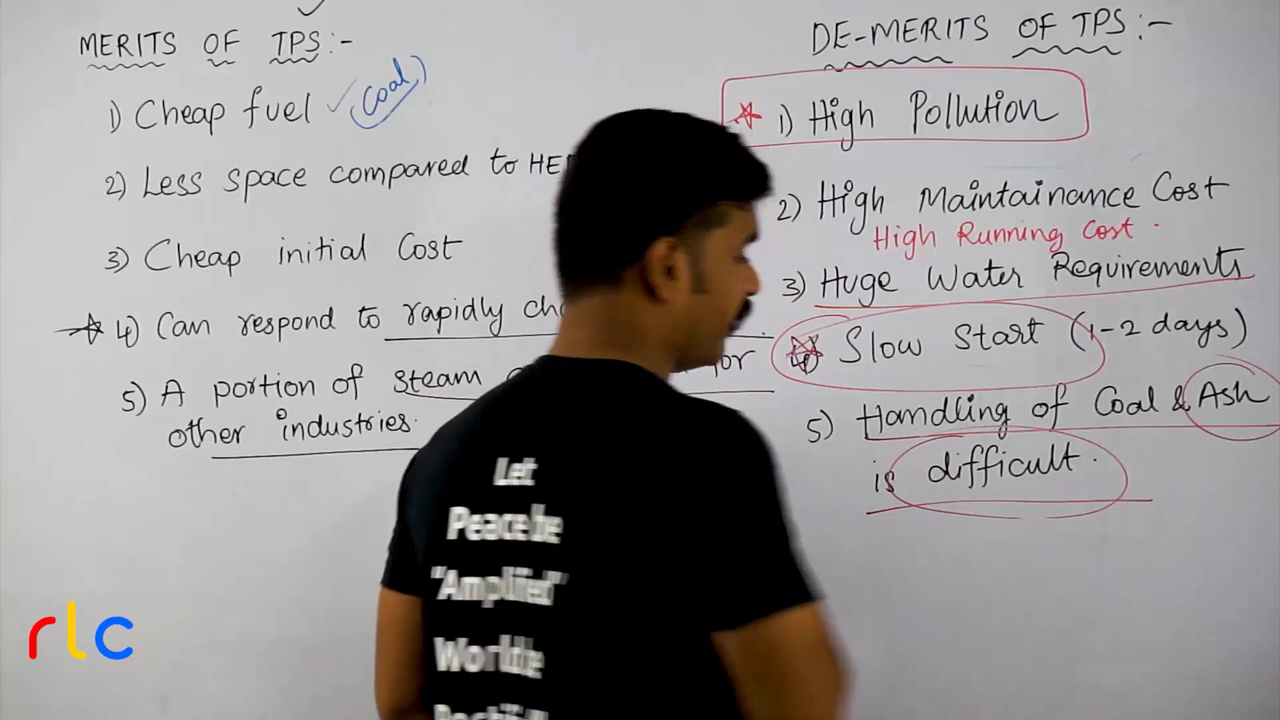 MERITS OF TPS:-
1) Cheap fuel (Coal)
2) Less space compared to HE
3) Cheap initial Cost
4) Can respond to rapidly ch
5) A portion of steam for
other industries.
DE-MERITS OF TPS:-
1) High Pollution
2) High Maintainance Cost
High Running Cost.
3) Huge Water Requirements
Slow Start (1-2 days)
5) Handling of Coal & Ash
is difficult.
Let
Peace be
"Amplified"
World be
rlc